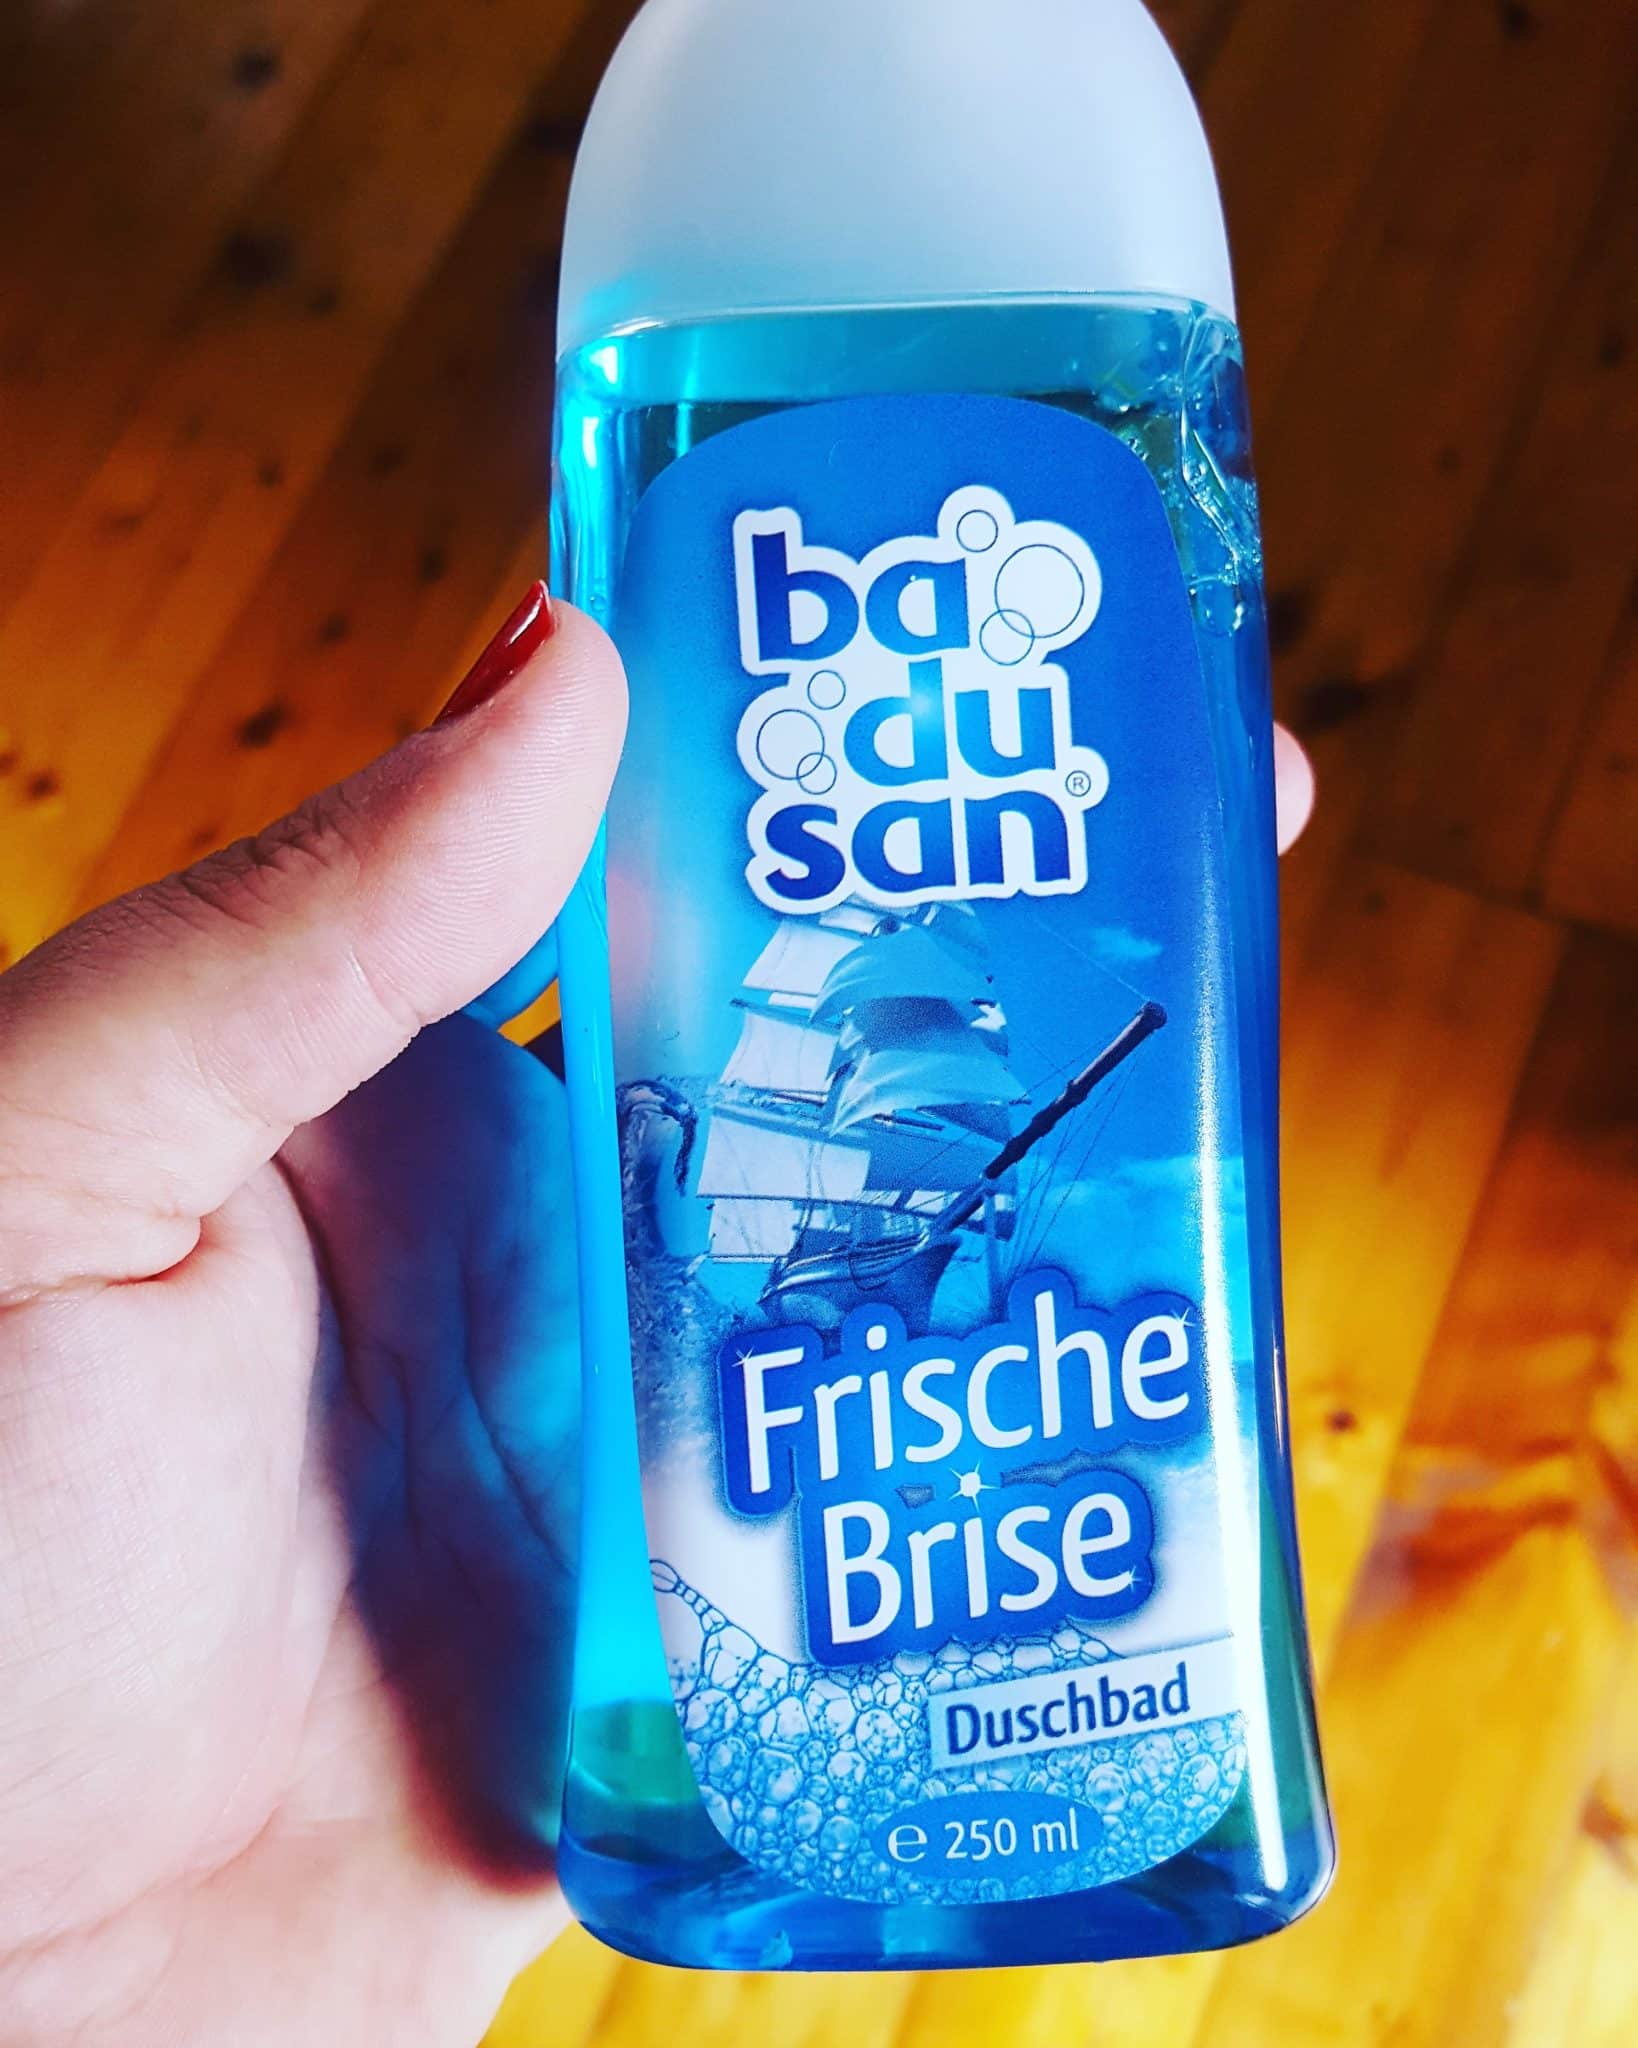 ba
du
san®
Frische
Brise
Duschbad
℮ 250 ml